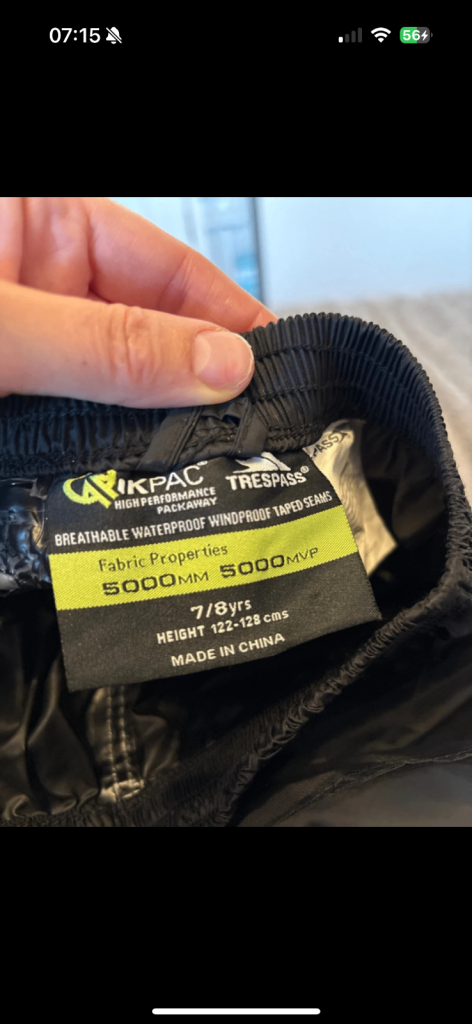 07:15
56
QIKPAC™
HIGH PERFORMANCE
PACKAWAY
TRESPASS®
BREATHABLE WATERPROOF WINDPROOF TAPED SEAMS
Fabric Properties
5000MM 5000MVP
7/8yrs
HEIGHT 122-128 cms
MADE IN CHINA